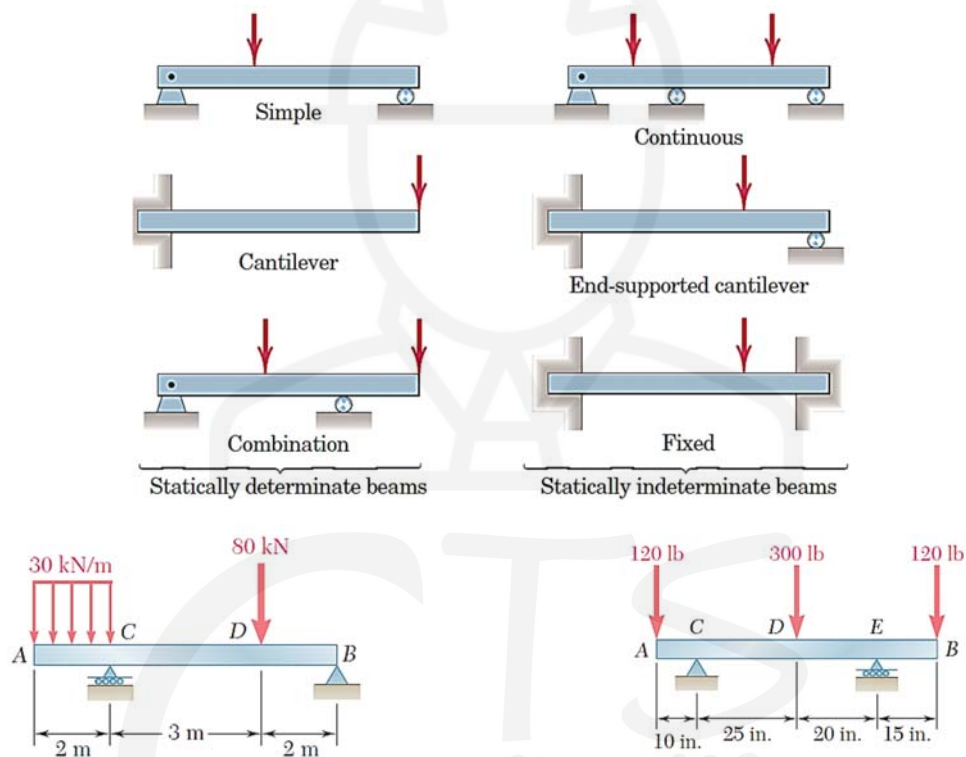 Simple
Continuous
Cantilever
End-supported cantilever
Combination
Fixed
Statically determinate beams
Statically indeterminate beams
80 kN
30 kN/m
C
D
A
B
3 m
2 m
2 m
120 lb
300 lb
120 lb
C
D
E
A
B
10 in.
25 in.
20 in.
15 in.
CTS